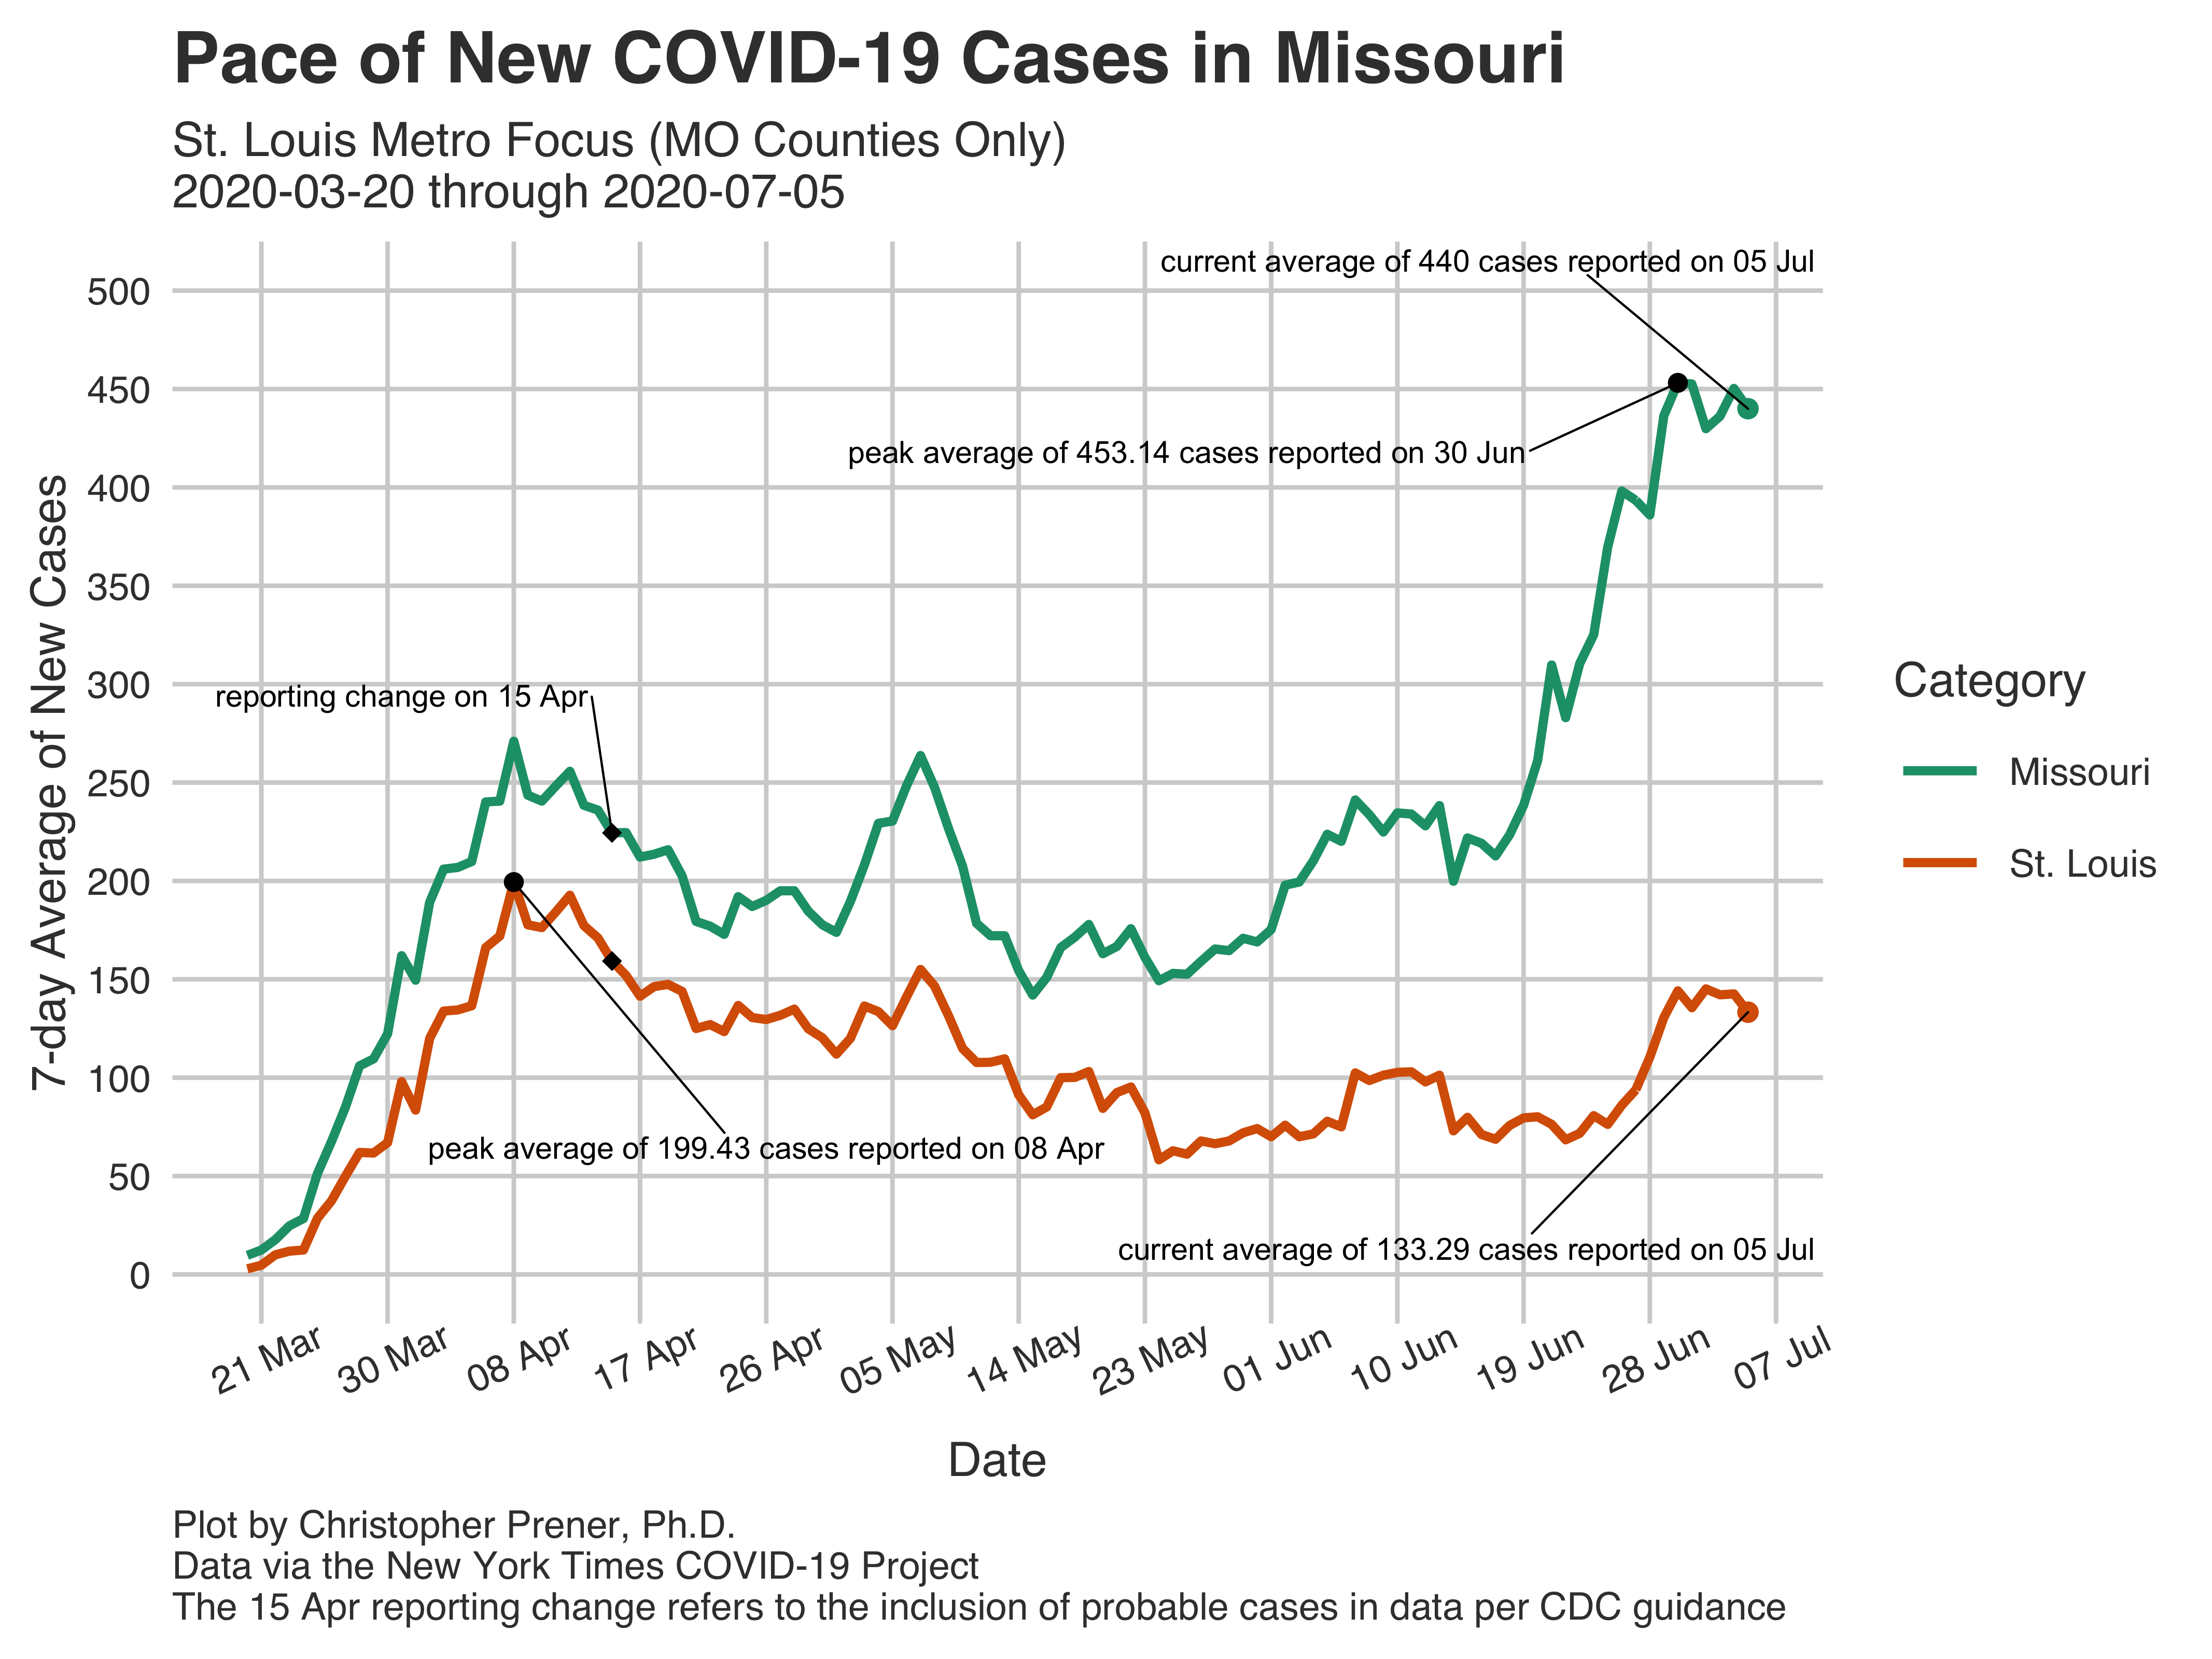 Pace of New COVID-19 Cases in Missouri
St. Louis Metro Focus (MO Counties Only)
2020-03-20 through 2020-07-05
7-day Average of New Cases
500
450
400
350
300
250
200
150
100
50
0
current average of 440 cases reported on 05 Jul
peak average of 453.14 cases reported on 30 Jun
reporting change on 15 Apr
peak average of 199.43 cases reported on 08 Apr
current average of 133.29 cases reported on 05 Jul
21 Mar
30 Mar
08 Apr
17 Apr
26 Apr
05 May
14 May
23 May
01 Jun
10 Jun
19 Jun
28 Jun
07 Jul
Date
Category
Missouri
St. Louis
Plot by Christopher Prener, Ph.D.
Data via the New York Times COVID-19 Project
The 15 Apr reporting change refers to the inclusion of probable cases in data per CDC guidance